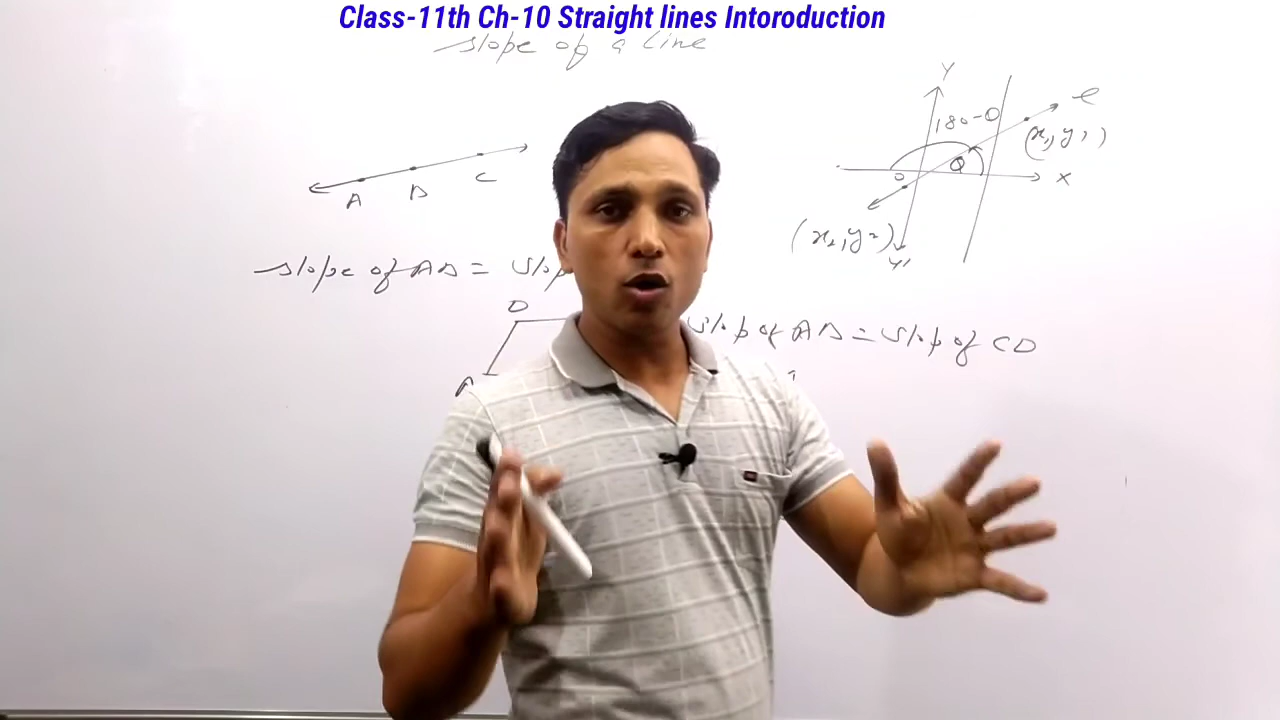 Class-11th Ch-10 Straight lines Intoroduction
slope of a line
Y
l
180-θ
(x₁, y₁)
θ
X
O
A B C
(x₂, y₂)
Y'
slope of AB = slop
D
slop of AB = slop of CD
A